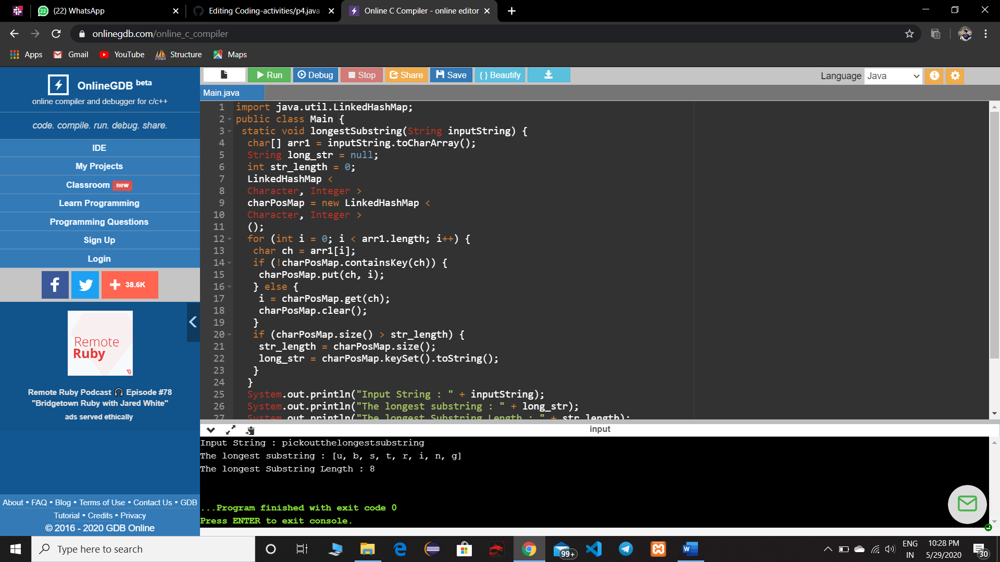 (22) WhatsApp
Editing Coding-activities/p4.java
Online C Compiler - online editor
onlinegdb.com/online_c_compiler
Apps Gmail YouTube Structure Maps
OnlineGDB beta
online compiler and debugger for c/c++
code. compile. run. debug. share.
IDE
My Projects
Classroom new
Learn Programming
Programming Questions
Sign Up
Login
38.6K
Remote
Ruby
Remote Ruby Podcast 🎧 Episode #78
"Bridgetown Ruby with Jared White"
ads served ethically
About • FAQ • Blog • Terms of Use • Contact Us • GDB
Tutorial • Credits • Privacy
© 2016 - 2020 GDB Online
Run Debug Stop Share Save { } Beautify
Language Java
Main.java
1 import java.util.LinkedHashMap;
2 public class Main {
3 static void longestSubstring(String inputString) {
4 char[] arr1 = inputString.toCharArray();
5 String long_str = null;
6 int str_length = 0;
7 LinkedHashMap <
8 Character, Integer >
9 charPosMap = new LinkedHashMap <
10 Character, Integer >
11 ();
12 for (int i = 0; i < arr1.length; i++) {
13 char ch = arr1[i];
14 if (!charPosMap.containsKey(ch)) {
15 charPosMap.put(ch, i);
16 } else {
17 i = charPosMap.get(ch);
18 charPosMap.clear();
19 }
20 if (charPosMap.size() > str_length) {
21 str_length = charPosMap.size();
22 long_str = charPosMap.keySet().toString();
23 }
24 }
25 System.out.println("Input String : " + inputString);
26 System.out.println("The longest substring : " + long_str);
27 System.out.println("The longest Substring Length : " + str_length);
input
Input String : pickoutthelongestsubstring
The longest substring : [u, b, s, t, r, i, n, g]
The longest Substring Length : 8
...Program finished with exit code 0
Press ENTER to exit console.
Type here to search
99+
ENG
IN
10:28 PM
5/29/2020
30